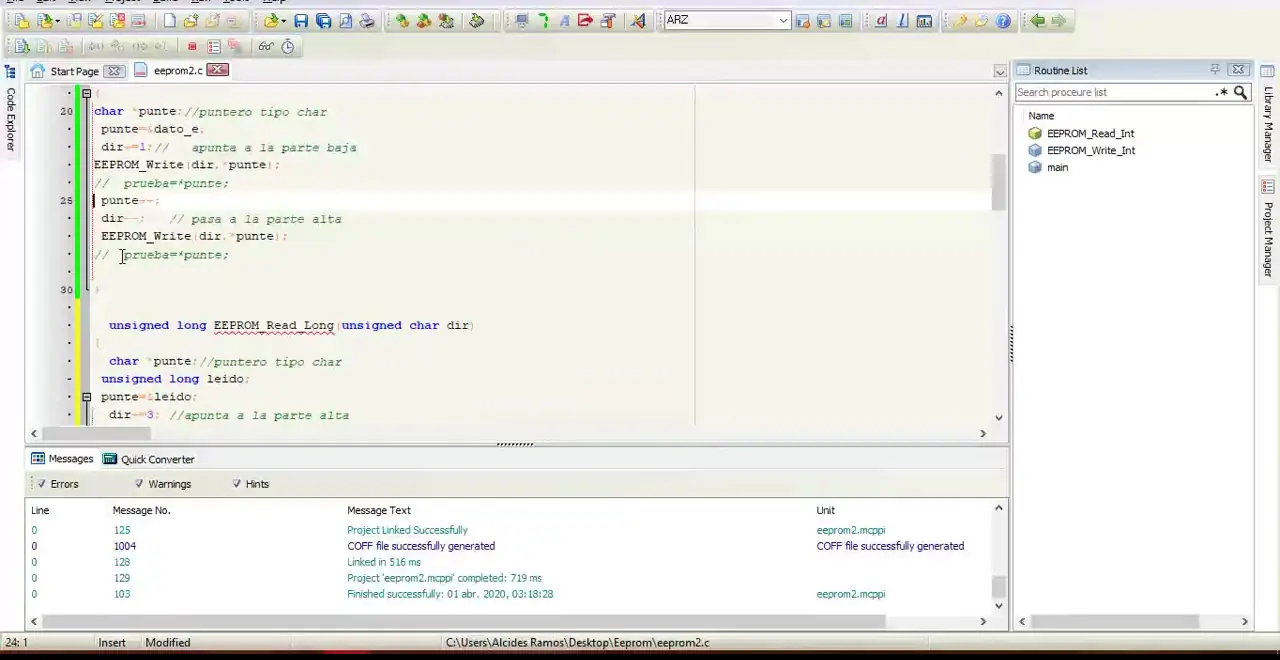 ARZ
Start Page
eeprom2.c
Routine List
Code Explorer
20
char *punte;//puntero tipo char
punte=&dato_e;
dir+=1;// apunta a la parte baja
EEPROM_Write(dir,*punte);
// prueba=*punte;
25
punte++;
dir--; // pasa a la parte alta
EEPROM_Write(dir,*punte);
// prueba=*punte;
30
}
unsigned long EEPROM_Read_Long(unsigned char dir)
{
char *punte;//puntero tipo char
unsigned long leido;
punte=&leido;
dir+=3; //apunta a la parte alta
Search proceure list
Name
EEPROM_Read_Int
EEPROM_Write_Int
main
Library Manager
Project Manager
Messages
Quick Converter
Errors
Warnings
Hints
Line Message No. Message Text Unit
0 125 Project Linked Successfully eeprom2.mcppi
0 1004 COFF file successfully generated COFF file successfully generated
0 128 Linked in 516 ms
0 129 Project 'eeprom2.mcppi' completed: 719 ms
0 103 Finished successfully: 01 abr. 2020, 03:18:28 eeprom2.mcppi
24: 1 Insert Modified C:\Users\Alcides Ramos\Desktop\Eeprom\eeprom2.c